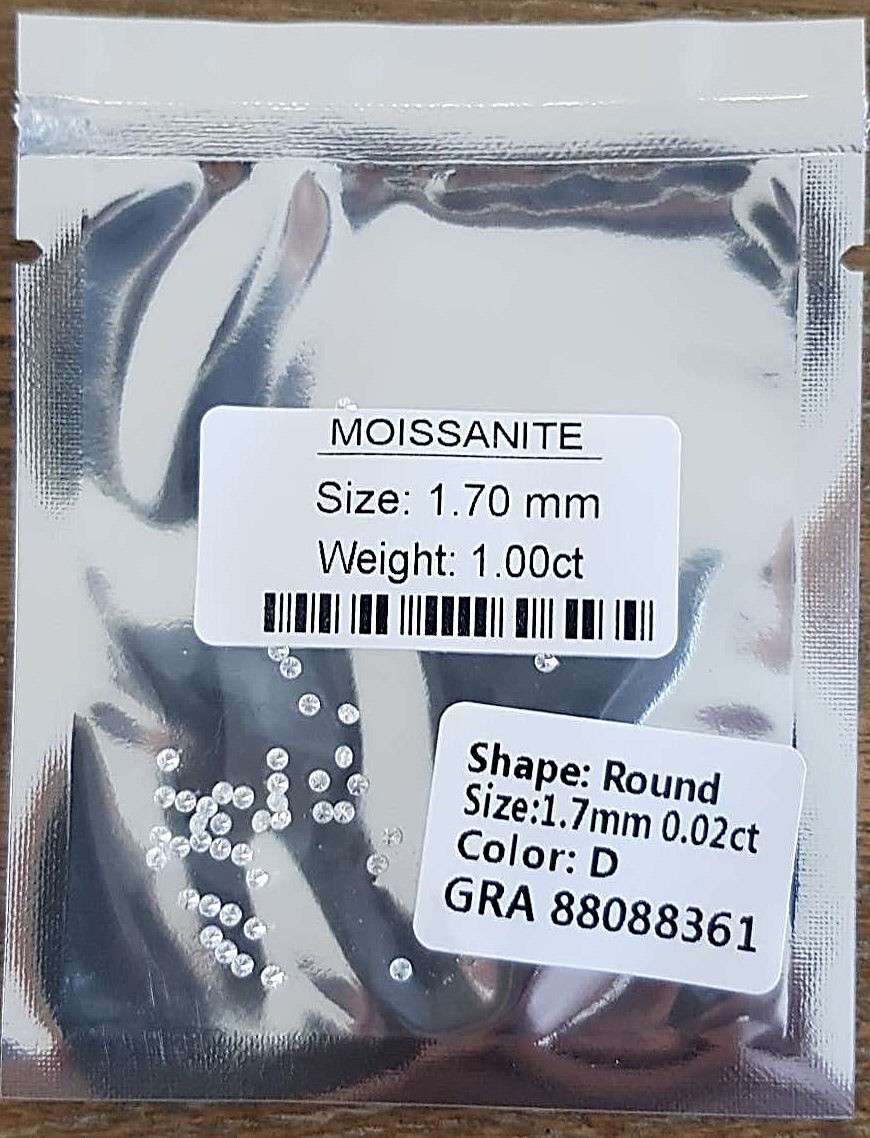 MOISSANITE
Size: 1.70 mm
Weight: 1.00ct
Shape: Round
Size:1.7mm 0.02ct
Color: D
GRA 88088361